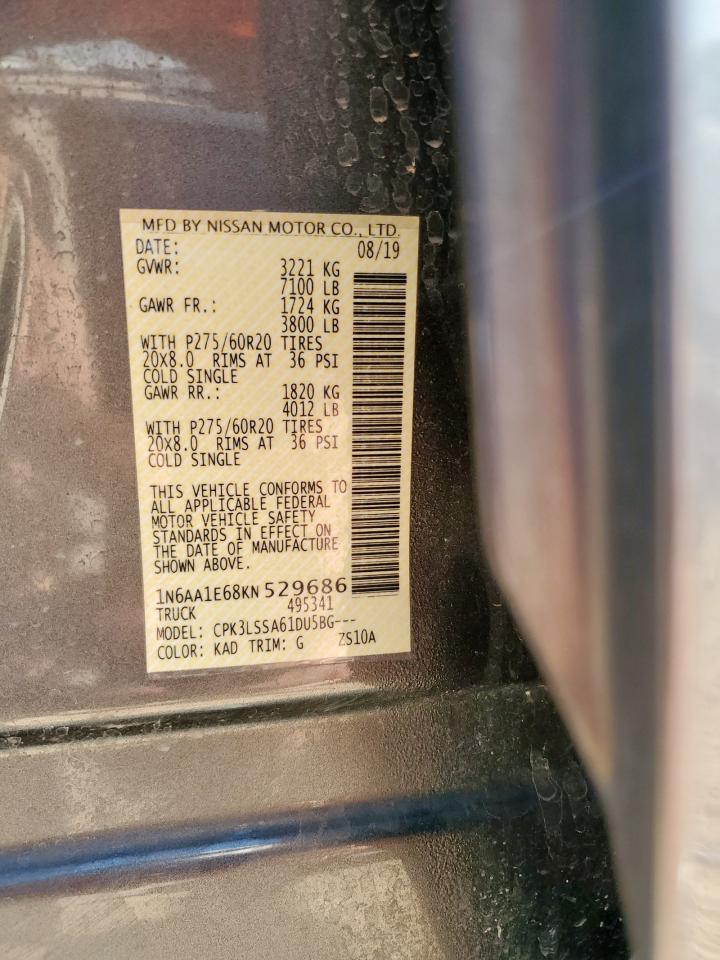 MFD BY NISSAN MOTOR CO., LTD.
DATE: 08/19
GVWR: 3221 KG
7100 LB
GAWR FR.: 1724 KG
3800 LB
WITH P275/60R20 TIRES
20X8.0 RIMS AT 36 PSI
COLD SINGLE
GAWR RR.: 1820 KG
4012 LB
WITH P275/60R20 TIRES
20X8.0 RIMS AT 36 PSI
COLD SINGLE
THIS VEHICLE CONFORMS TO
ALL APPLICABLE FEDERAL
MOTOR VEHICLE SAFETY
STANDARDS IN EFFECT ON
THE DATE OF MANUFACTURE
SHOWN ABOVE.
1N6AA1E68KN 529686
TRUCK 495341
MODEL: CPK3LSSA61DU5BG---
COLOR: KAD TRIM: G ZS10A